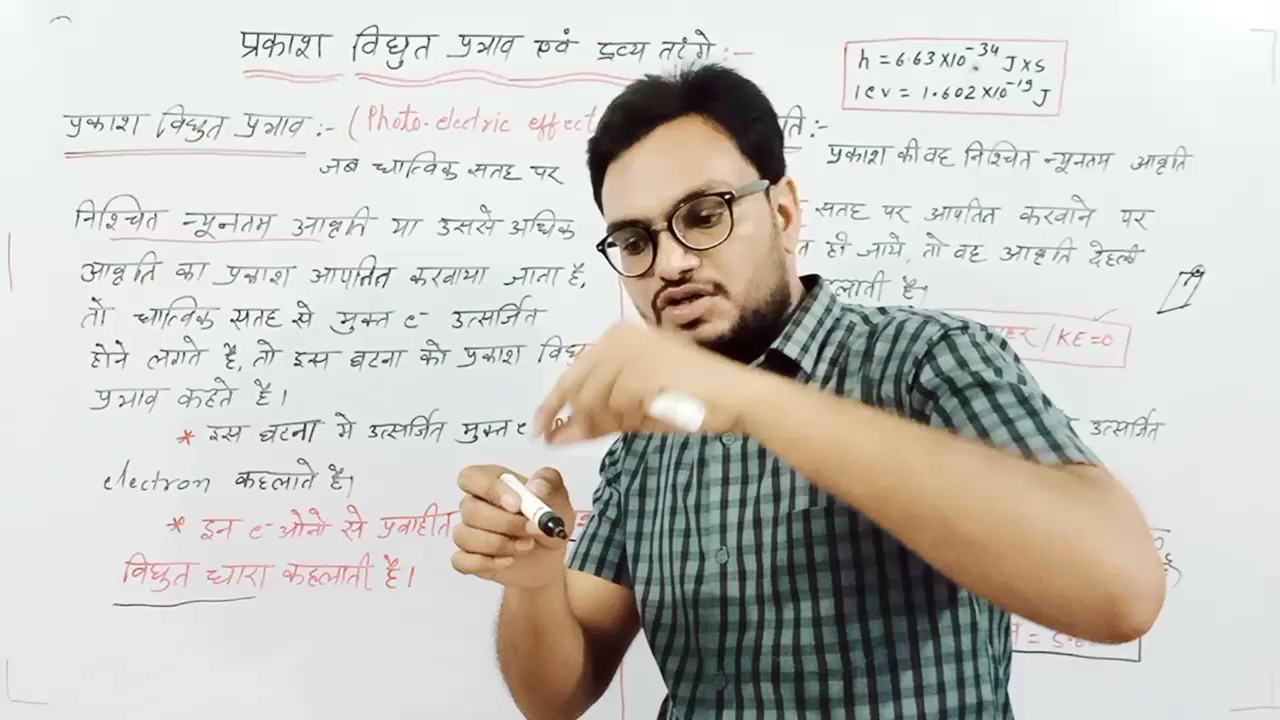 प्रकाश विद्युत प्रभाव एवं द्रव्य तरंगे :-
h = 6.63×10⁻³⁴ J×s
1ev = 1.602×10⁻¹⁹ J
प्रकाश विद्युत प्रभाव :- (Photo-electric effect
जब धात्विक सतह पर
निश्चित न्यूनतम आवृति या उससे अधिक
आवृति का प्रकाश आपतित करवाया जाता है,
तो धात्विक सतह से मुक्त e⁻ उत्सर्जित
होने लगते है, तो इस घटना को प्रकाश
प्रभाव कहते है।
* इस घटना मे उत्सर्जित मुक्त e
electron कहलाते है।
* इन e⁻ ओनो से प्रवाहीत
विद्युत धारा कहलाती है।
प्रकाश की वह निश्चित न्यूनतम आवृति
सतह पर आपतित करवाने पर
हो जाये, तो वह आवृति देहली
/ KE=0
उत्सर्जित